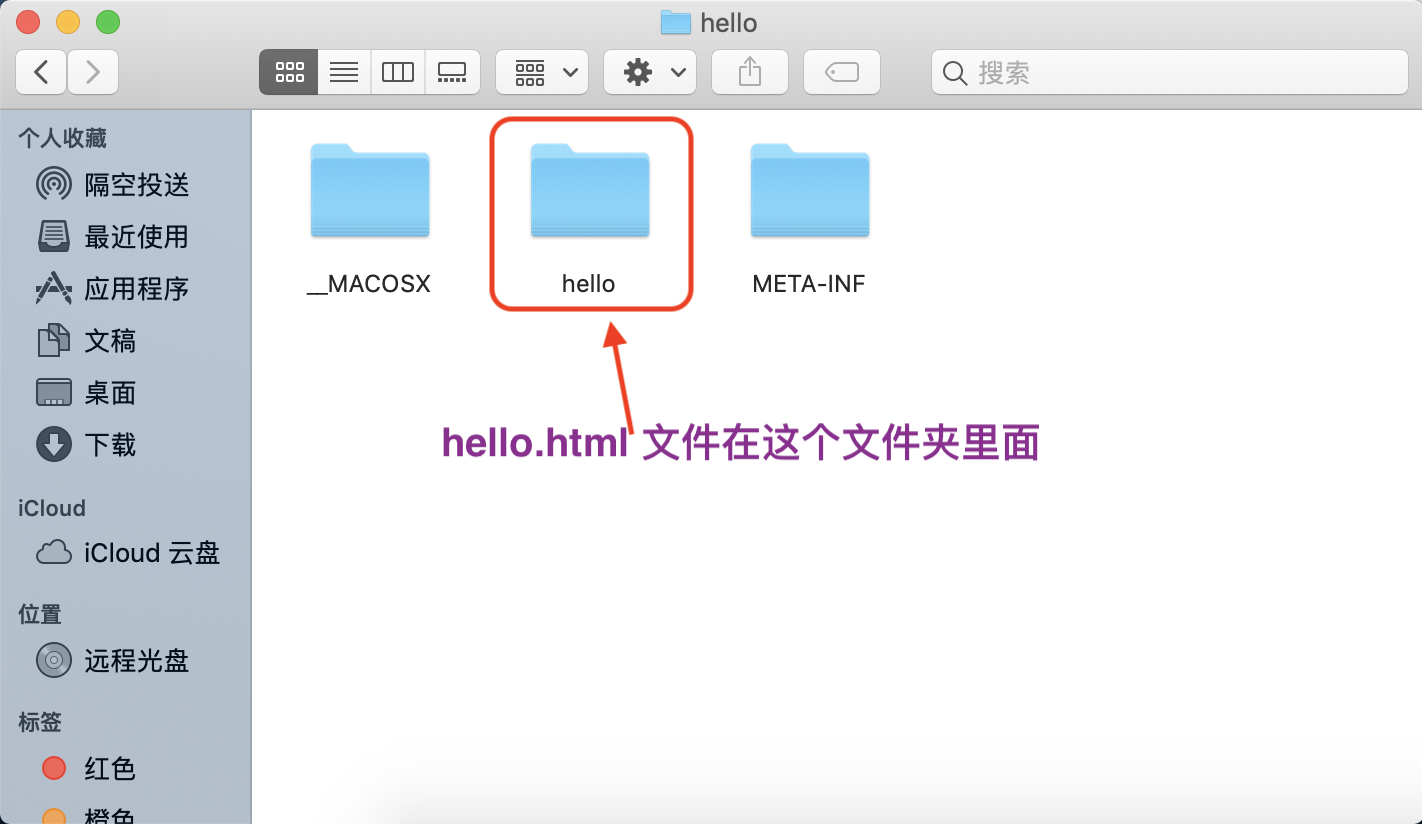 hello
搜索
个人收藏
隔空投送
最近使用
应用程序
文稿
桌面
下载
iCloud
iCloud 云盘
位置
远程光盘
标签
红色
橙色
__MACOSX
hello
META-INF
hello.html 文件在这个文件夹里面